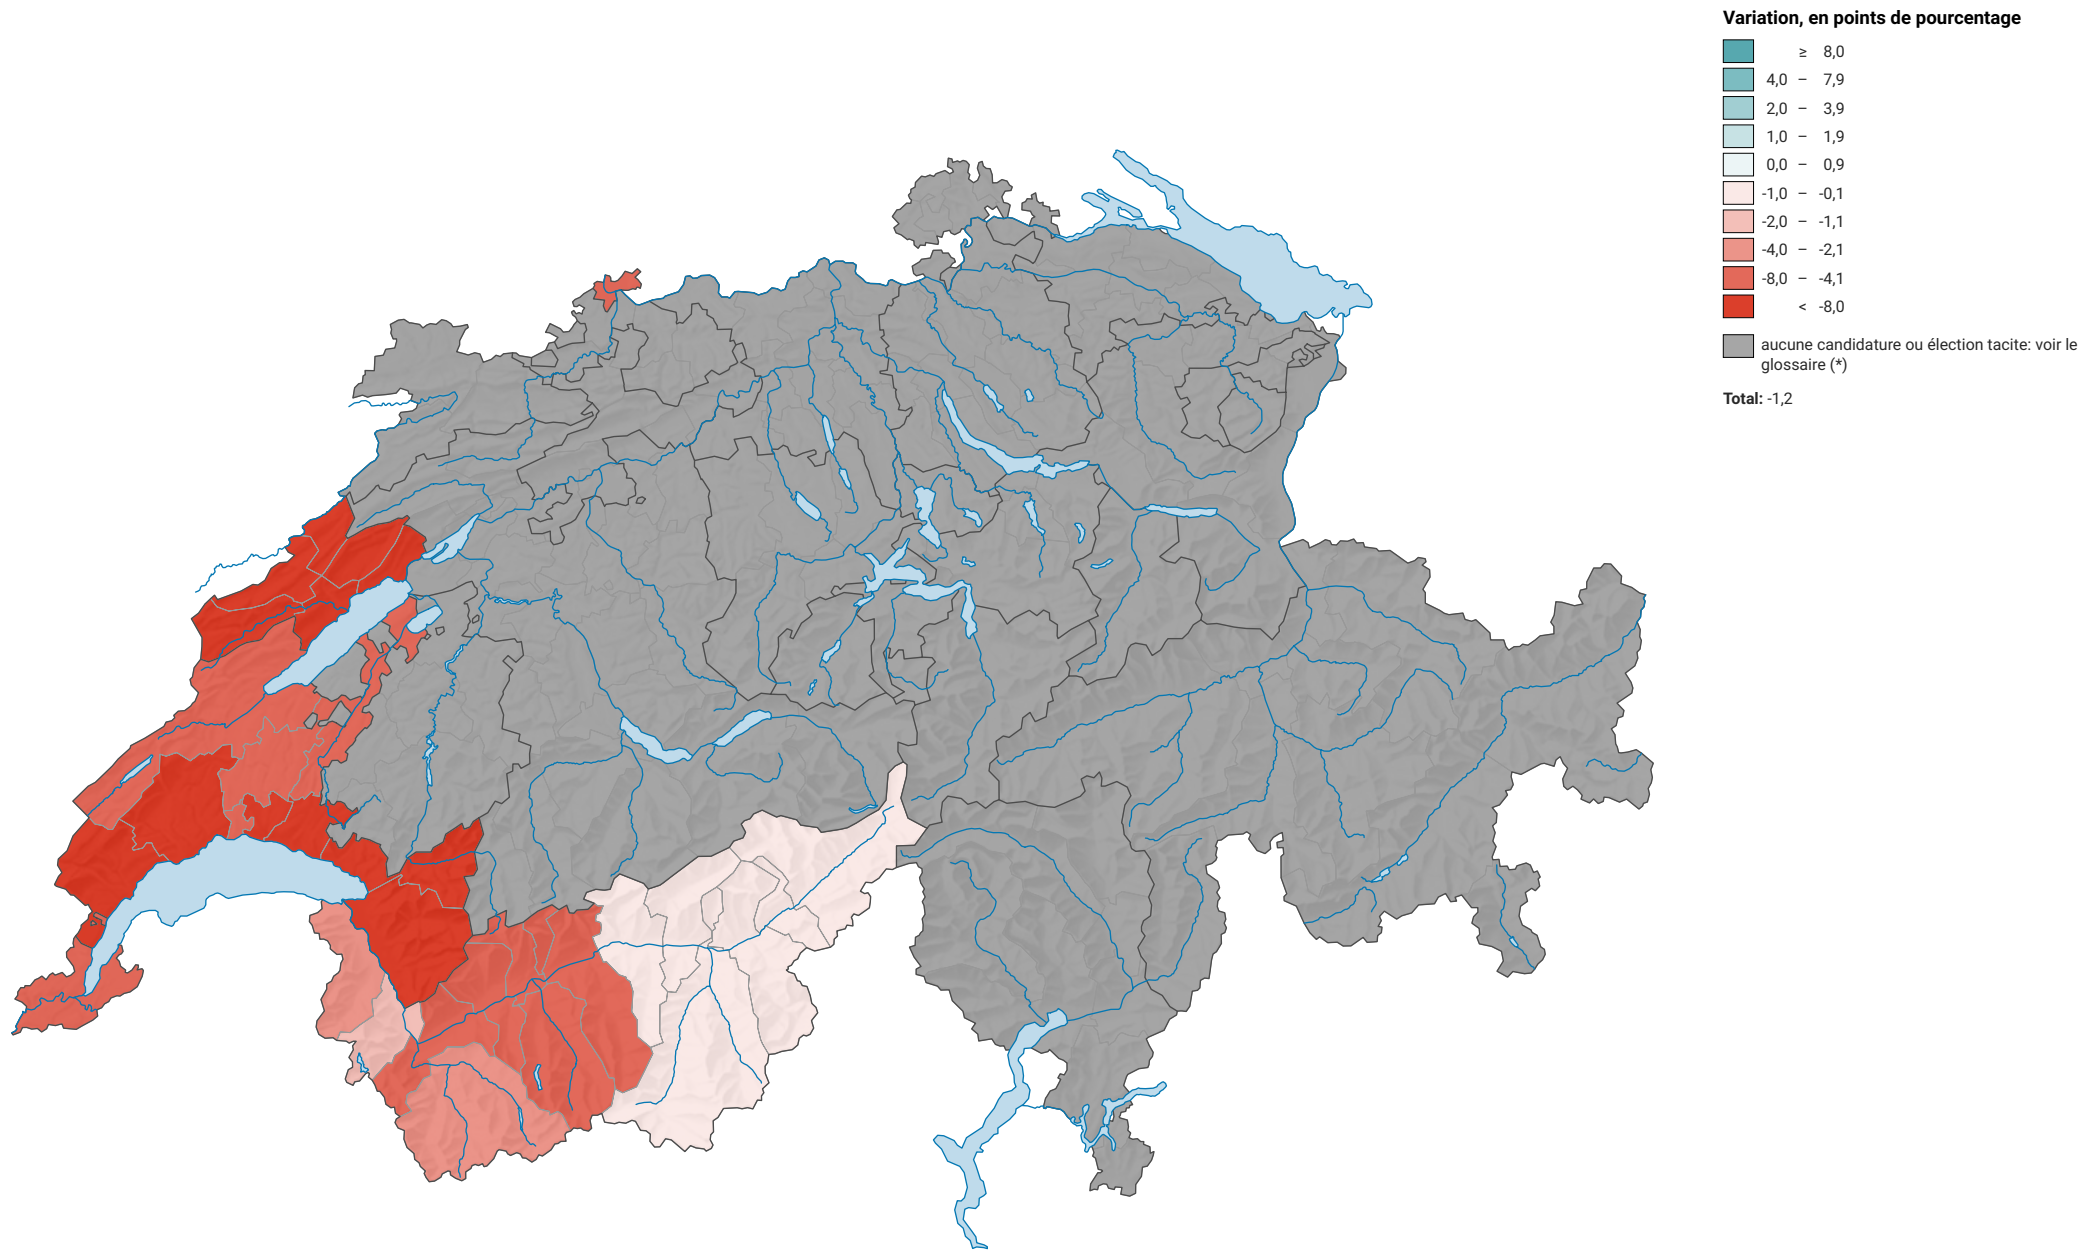 Variation, en points de pourcentage
≥ 8,0
4,0 – 7,9
2,0 – 3,9
1,0 – 1,9
0,0 – 0,9
-1,0 – -0,1
-2,0 – -1,1
-4,0 – -2,1
-8,0 – -4,1
< -8,0
aucune candidature ou élection tacite: voir le
glossaire (*)
Total: -1,2